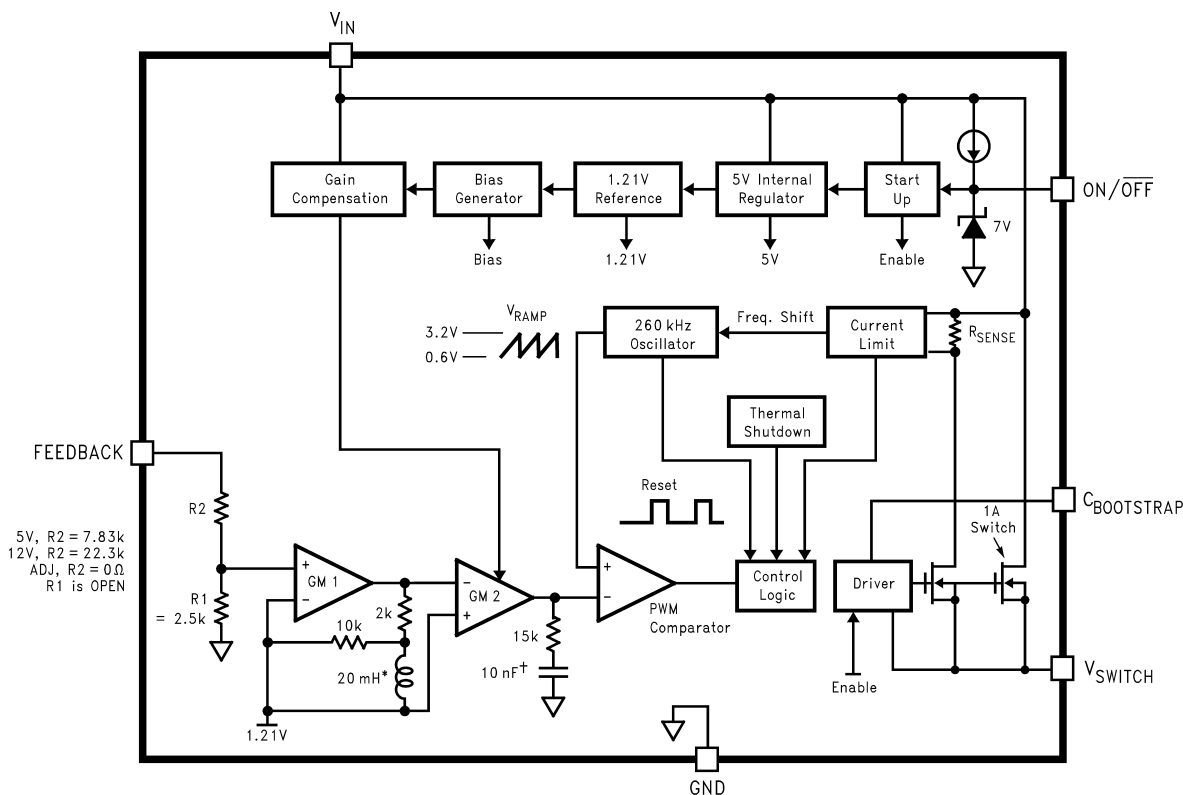 VIN
Gain
Compensation
Bias
Generator
1.21V
Reference
5V Internal
Regulator
Start
Up
ON/OFF
7V
Bias
1.21V
5V
Enable
VRAMP
3.2V
0.6V
260 kHz
Oscillator
Freq. Shift
Current
Limit
RSENSE
Thermal
Shutdown
FEEDBACK
R2
5V, R2 = 7.83k
12V, R2 = 22.3k
ADJ, R2 = 0Ω
R1 is OPEN
R1
= 2.5k
Reset
1A
Switch
CBOOTSTRAP
+
GM 1
−
−
GM 2
+
2k
10k
20 mH*
1.21V
15k
10 nF†
+
−
PWM
Comparator
Control
Logic
Driver
Enable
VSWITCH
GND